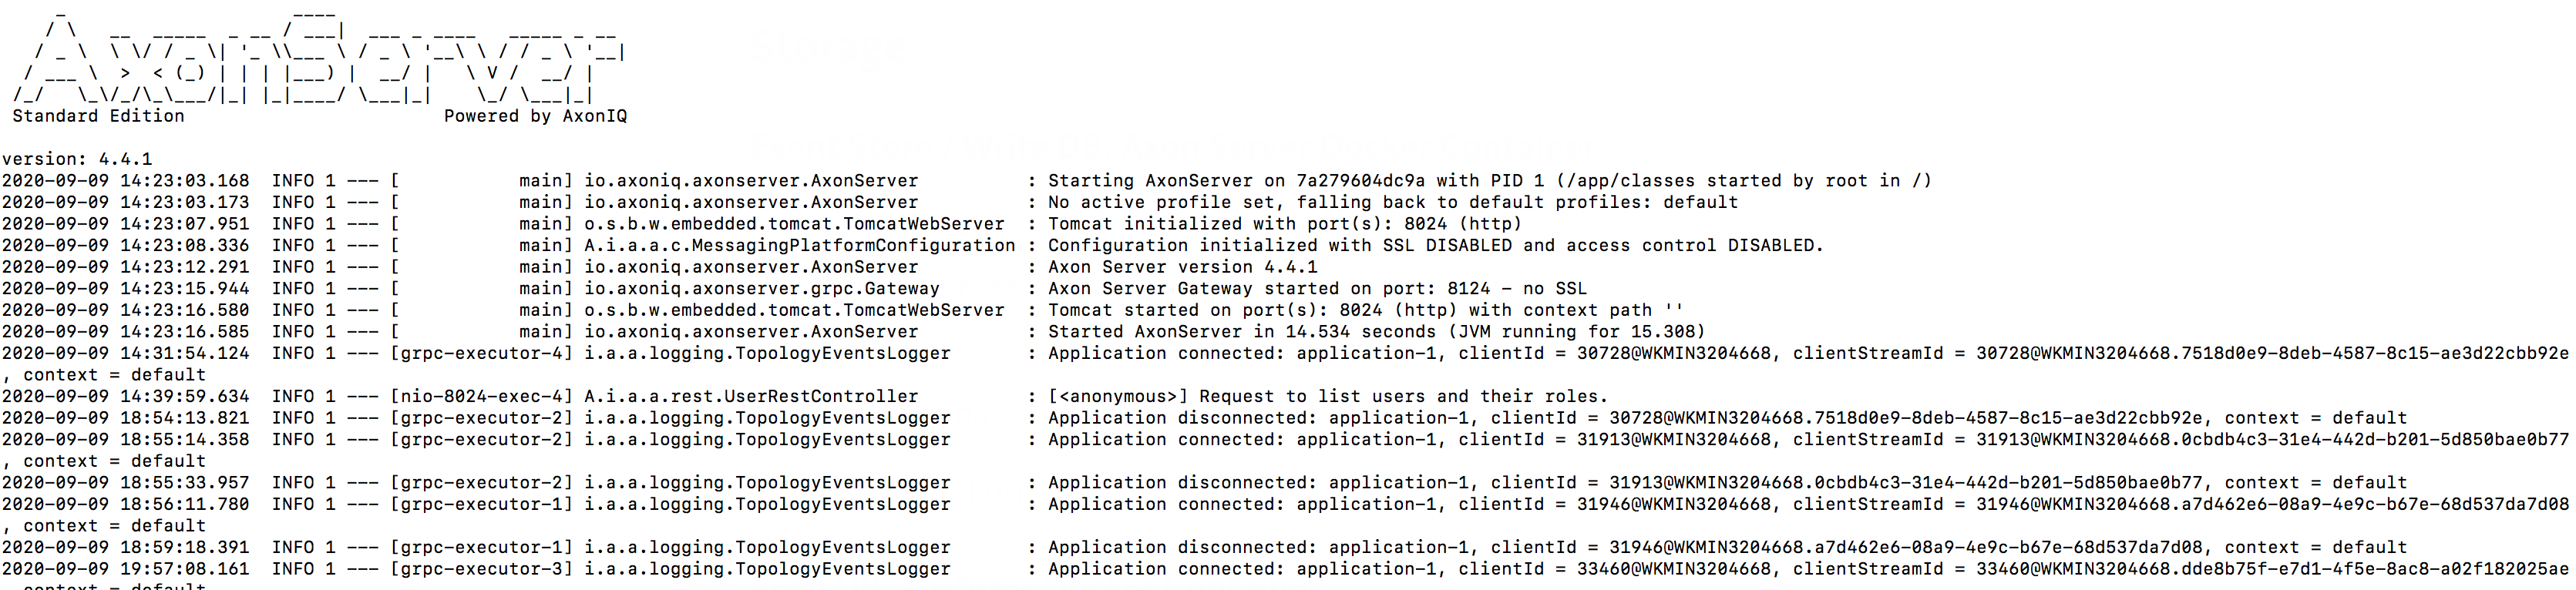 _                      ____
   / \   __  _____  _ __ / ___|  ___ _ ____   _____ _ __
  / _ \  \ \/ / _ \| '_ \\___ \ / _ \ '__\ \ / / _ \ '__|
 / ___ \  >  < (_) | | | |___) |  __/ |   \ V /  __/ |
/_/   \_\/_/\_\___/|_| |_|____/ \___|_|    \_/ \___|_|
Standard Edition                        Powered by AxonIQ
version: 4.4.1
2020-09-09 14:23:03.168  INFO 1 --- [           main] io.axoniq.axonserver.AxonServer          : Starting AxonServer on 7a279604dc9a with PID 1 (/app/classes started by root in /)
2020-09-09 14:23:03.173  INFO 1 --- [           main] io.axoniq.axonserver.AxonServer          : No active profile set, falling back to default profiles: default
2020-09-09 14:23:07.951  INFO 1 --- [           main] o.s.b.w.embedded.tomcat.TomcatWebServer  : Tomcat initialized with port(s): 8024 (http)
2020-09-09 14:23:08.336  INFO 1 --- [           main] A.i.a.a.c.MessagingPlatformConfiguration : Configuration initialized with SSL DISABLED and access control DISABLED.
2020-09-09 14:23:12.291  INFO 1 --- [           main] io.axoniq.axonserver.AxonServer          : Axon Server version 4.4.1
2020-09-09 14:23:15.944  INFO 1 --- [           main] io.axoniq.axonserver.grpc.Gateway        : Axon Server Gateway started on port: 8124 - no SSL
2020-09-09 14:23:16.580  INFO 1 --- [           main] o.s.b.w.embedded.tomcat.TomcatWebServer  : Tomcat started on port(s): 8024 (http) with context path ''
2020-09-09 14:23:16.585  INFO 1 --- [           main] io.axoniq.axonserver.AxonServer          : Started AxonServer in 14.534 seconds (JVM running for 15.308)
2020-09-09 14:31:54.124  INFO 1 --- [grpc-executor-4] i.a.a.logging.TopologyEventsLogger       : Application connected: application-1, clientId = 30728@WKMIN3204668, clientStreamId = 30728@WKMIN3204668.7518d0e9-8deb-4587-8c15-ae3d22cbb92e
, context = default
2020-09-09 14:39:59.634  INFO 1 --- [nio-8024-exec-4] A.i.a.a.rest.UserRestController          : [<anonymous>] Request to list users and their roles.
2020-09-09 18:54:13.821  INFO 1 --- [grpc-executor-2] i.a.a.logging.TopologyEventsLogger       : Application disconnected: application-1, clientId = 30728@WKMIN3204668.7518d0e9-8deb-4587-8c15-ae3d22cbb92e, context = default
2020-09-09 18:55:14.358  INFO 1 --- [grpc-executor-2] i.a.a.logging.TopologyEventsLogger       : Application connected: application-1, clientId = 31913@WKMIN3204668, clientStreamId = 31913@WKMIN3204668.0cbdb4c3-31e4-442d-b201-5d850bae0b77
, context = default
2020-09-09 18:55:33.957  INFO 1 --- [grpc-executor-2] i.a.a.logging.TopologyEventsLogger       : Application disconnected: application-1, clientId = 31913@WKMIN3204668.0cbdb4c3-31e4-442d-b201-5d850bae0b77, context = default
2020-09-09 18:56:11.780  INFO 1 --- [grpc-executor-1] i.a.a.logging.TopologyEventsLogger       : Application connected: application-1, clientId = 31946@WKMIN3204668, clientStreamId = 31946@WKMIN3204668.a7d462e6-08a9-4e9c-b67e-68d537da7d08
, context = default
2020-09-09 18:59:18.391  INFO 1 --- [grpc-executor-1] i.a.a.logging.TopologyEventsLogger       : Application disconnected: application-1, clientId = 31946@WKMIN3204668.a7d462e6-08a9-4e9c-b67e-68d537da7d08, context = default
2020-09-09 19:57:08.161  INFO 1 --- [grpc-executor-3] i.a.a.logging.TopologyEventsLogger       : Application connected: application-1, clientId = 33460@WKMIN3204668, clientStreamId = 33460@WKMIN3204668.dde8b75f-e7d1-4f5e-8ac8-a02f182025ae
, context = default